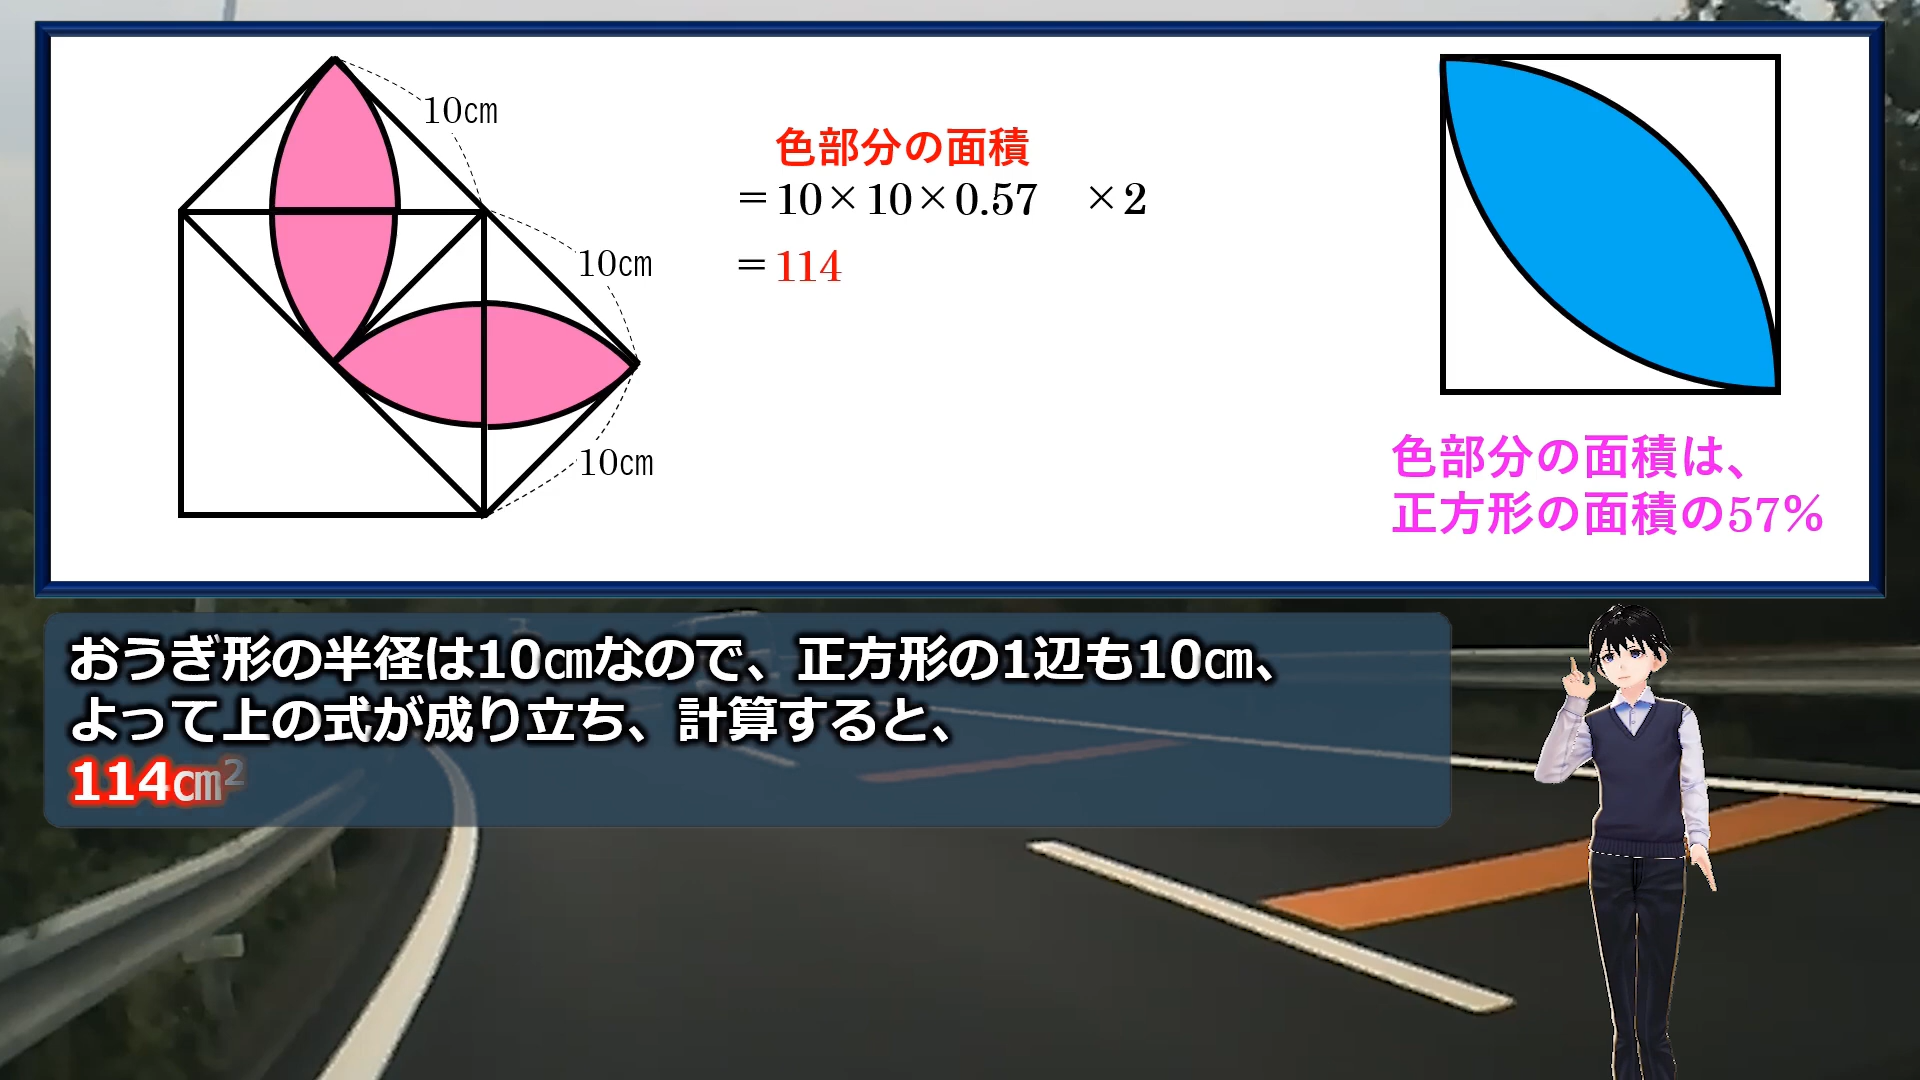 10㎝
10㎝
10㎝
色部分の面積
=10×10×0.57　×2
=114
色部分の面積は、
正方形の面積の57%
おうぎ形の半径は10㎝なので、正方形の1辺も10㎝、
よって上の式が成り立ち、計算すると、
114㎝²